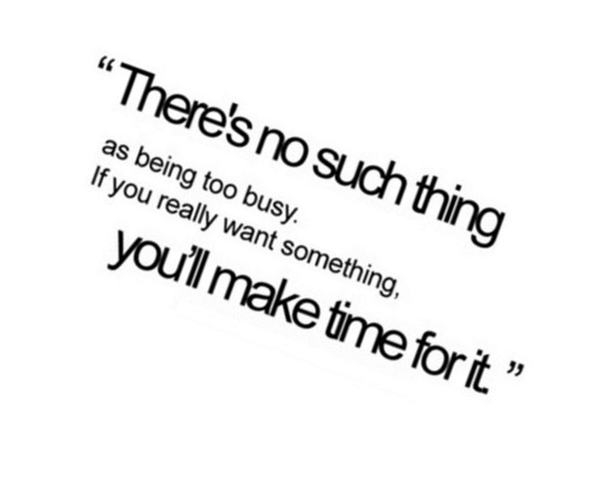 “There's no such thing
as being too busy.
If you really want something,
you'll make time for it. ”